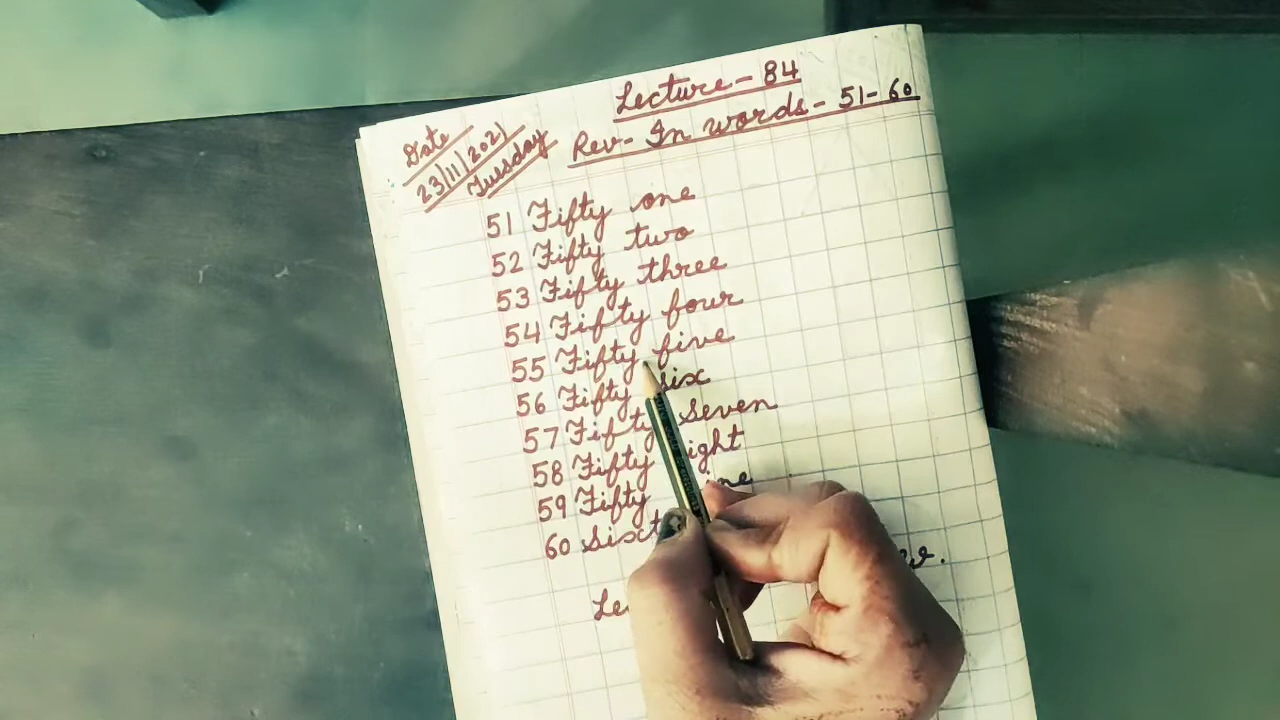 Lecture - 84
Rev- In words - 51-60
Date
23/11/2021
Tuesday
51 Fifty one
52 Fifty two
53 Fifty three
54 Fifty four
55 Fifty five
56 Fifty six
57 Fifty seven
58 Fifty
59 Fifty
60